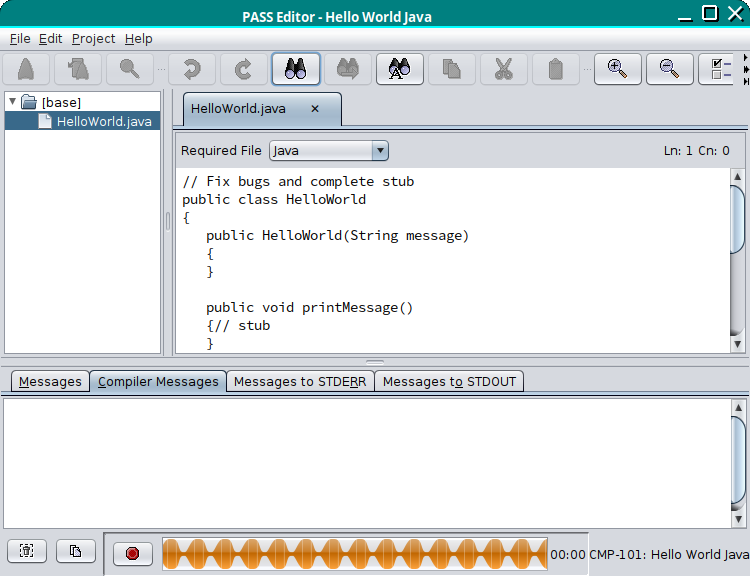 PASS Editor - Hello World Java
File Edit Project Help
[base]
HelloWorld.java
HelloWorld.java
Required File Java Ln: 1 Cn: 0
// Fix bugs and complete stub
public class HelloWorld
{
public HelloWorld(String message)
{
}
public void printMessage()
{// stub
}
Messages Compiler Messages Messages to STDERR Messages to STDOUT
00:00 CMP-101: Hello World Java